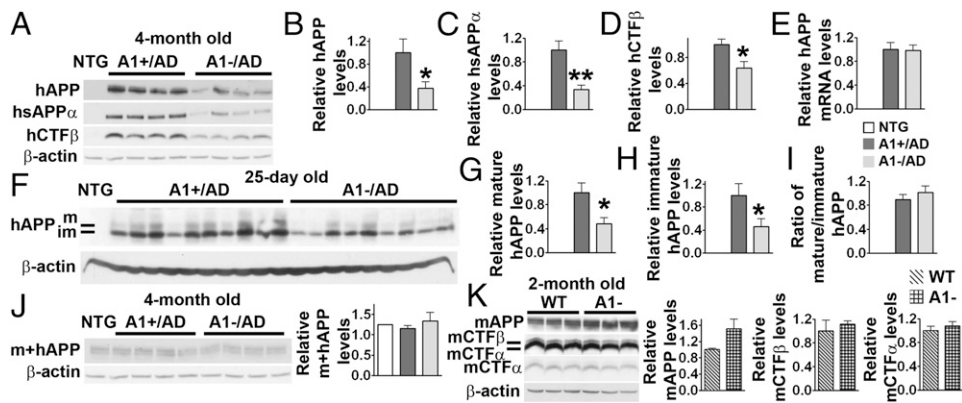 A
4-month old
NTG A1+/AD A1-/AD
hAPP
hsAPPα
hCTFβ
β-actin
B
Relative hAPP
levels
1.2
0.8
0.4
0.0
*
C
Relative hsAPPα
levels
1.2
0.8
0.4
0.0
**
D
Relative hCTFβ
levels
0.8
0.4
0.0
*
E
Relative hAPP
mRNA levels
1.2
0.8
0.4
0.0
NTG
A1+/AD
A1-/AD
F
25-day old
NTG A1+/AD A1-/AD
hAPP m
im
β-actin
G
Relative mature
hAPP levels
1.2
0.8
0.4
0.0
*
H
Relative immature
hAPP levels
1.2
0.8
0.4
0.0
*
I
Ratio of
mature/immature
hAPP
1.2
0.8
0.4
0.0
J
4-month old
NTG A1+/AD A1-/AD
m+hAPP
β-actin
Relative
m+hAPP
levels
1.5
1.0
0.5
0.0
K
2-month old
WT A1-
mAPP
mCTFβ
mCTFα
mCTFα
β-actin
Relative
mAPP levels
1.6
1.2
0.8
0.4
0.0
Relative
mCTFβ levels
1.2
0.8
0.4
0.0
Relative
mCTFα levels
1.2
0.8
0.4
0.0
WT
A1-